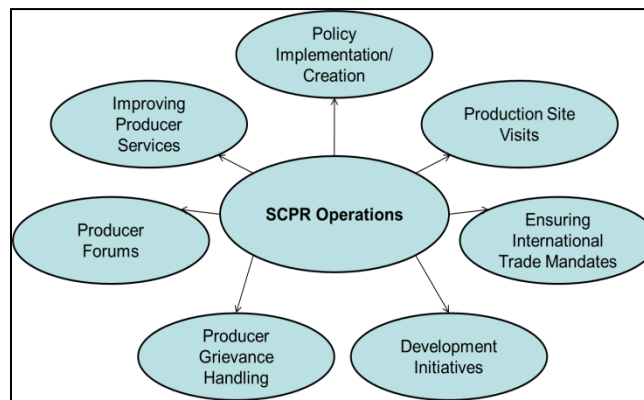 Policy
Implementation/
Creation
Improving
Producer
Services
Production Site
Visits
SCPR Operations
Producer
Forums
Ensuring
International
Trade Mandates
Producer
Grievance
Handling
Development
Initiatives